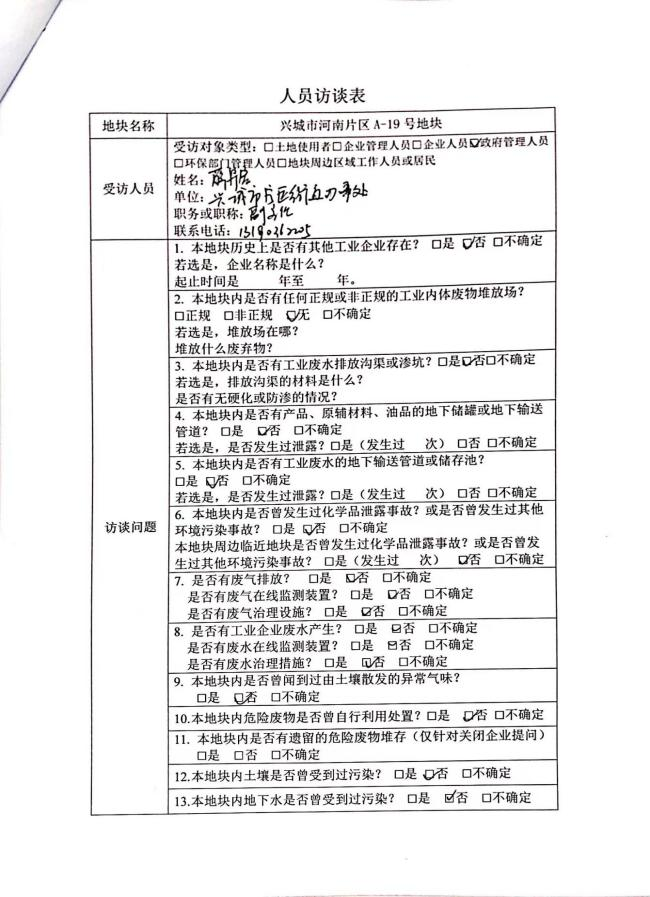 人员访谈表
地块名称 兴城市河南片区 A-19 号地块
受访人员
受访对象类型：□土地使用者□企业管理人员□企业人员☑政府管理人员
□环保部门管理人员□地块周边区域工作人员或居民
姓名：
单位：兴城市 街道办事处
职务或职称：副主任
联系电话：
访谈问题
1. 本地块历史上是否有其他工业企业存在？ □是 ☑否 □不确定
若选是，企业名称是什么？
起止时间是 年至 年。
2. 本地块内是否有任何正规或非正规的工业内体废物堆放场？
□正规 □非正规 ☑无 □不确定
若选是，堆放场在哪？
堆放什么废弃物？
3. 本地块内是否有工业废水排放沟渠或渗坑？□是☑否□不确定
若选是，排放沟渠的材料是什么？
是否有无硬化或防渗的情况？
4. 本地块内是否有产品、原辅材料、油品的地下储罐或地下输送
管道？ □是 ☑否 □不确定
若选是，是否发生过泄露？□是（发生过 次） □否 □不确定
5. 本地块内是否有工业废水的地下输送管道或储存池？
□是 ☑否 □不确定
若选是，是否发生过泄露？□是（发生过 次） □否 □不确定
6. 本地块内是否曾发生过化学品泄露事故？或是否曾发生过其他
环境污染事故？ □是 ☑否 □不确定
本地块周边临近地块是否曾发生过化学品泄露事故？或是否曾发
生过其他环境污染事故？ □是（发生过 次） ☑否 □不确定
7. 是否有废气排放？ □是 ☑否 □不确定
是否有废气在线监测装置？ □是 ☑否 □不确定
是否有废气治理设施？ □是 ☑否 □不确定
8. 是否有工业企业废水产生？ □是 ☑否 □不确定
是否有废水在线监测装置？ □是 ☑否 □不确定
是否有废水治理措施？ □是 ☑否 □不确定
9. 本地块内是否曾闻到过由土壤散发的异常气味？
□是 ☑否 □不确定
10.本地块内危险废物是否曾自行利用处置？□是 ☑否 □不确定
11. 本地块内是否有遗留的危险废物堆存（仅针对关闭企业提问）
□是 □否 □不确定
12.本地块内土壤是否曾受到过污染？ □是 ☑否 □不确定
13.本地块内地下水是否曾受到过污染？ □是 ☑否 □不确定